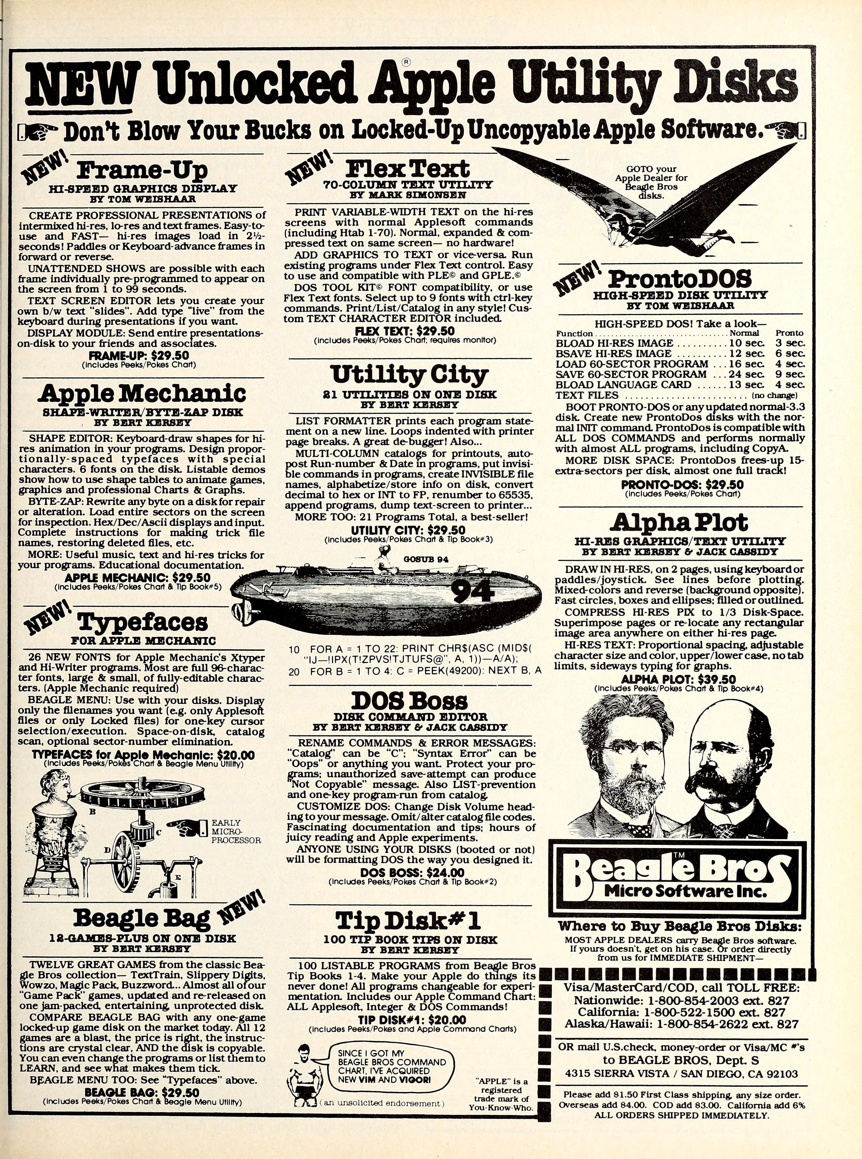 NEW Unlocked Apple® Utility Disks
Don't Blow Your Bucks on Locked-Up Uncopyable Apple Software.
NEW!
Frame-Up
HI-SPEED GRAPHICS DISPLAY
BY TOM WEISHAAR
CREATE PROFESSIONAL PRESENTATIONS of
intermixed hi-res, lo-res and text frames. Easy-to-
use and FAST— hi-res images load in 2½-
seconds! Paddles or Keyboard-advance frames in
forward or reverse.
UNATTENDED SHOWS are possible with each
frame individually pre-programmed to appear on
the screen from 1 to 99 seconds.
TEXT SCREEN EDITOR lets you create your
own b/w text "slides". Add type "live" from the
keyboard during presentations if you want.
DISPLAY MODULE: Send entire presentations-
on-disk to your friends and associates.
FRAME-UP: $29.50
(includes Peeks/Pokes Chart)
Apple Mechanic
SHAPE-WRITER/BYTE-ZAP DISK
BY BERT KERSEY
SHAPE EDITOR: Keyboard-draw shapes for hi-
res animation in your programs. Design propor-
tionally-spaced typefaces with special
characters. 6 fonts on the disk. Listable demos
show how to use shape tables to animate games,
graphics and professional Charts & Graphs.
BYTE-ZAP: Rewrite any byte on a disk for repair
or alteration. Load entire sectors on the screen
for inspection. Hex/Dec/Ascii displays and input.
Complete instructions for making trick file
names, restoring deleted files, etc.
MORE: Useful music, text and hi-res tricks for
your programs. Educational documentation.
APPLE MECHANIC: $29.50
(includes Peeks/Pokes Chart & Tip Book#5)
NEW!
Typefaces
FOR APPLE MECHANIC
26 NEW FONTS for Apple Mechanic's Xtyper
and Hi-Writer programs. Most are full 96-charac-
ter fonts, large & small, of fully-editable charac-
ters. (Apple Mechanic required)
BEAGLE MENU: Use with your disks. Display
only the filenames you want (e.g. only Applesoft
files or only Locked files) for one-key cursor
selection/execution. Space-on-disk, catalog
scan, optional sector-number elimination.
TYPEFACES for Apple Mechanic: $20.00
(includes Peeks/Pokes Chart & Beagle Menu Utility)
A
B
C
D
E
EARLY
MICRO-
PROCESSOR
Beagle Bag
NEW!
12-GAMES-PLUS ON ONE DISK
BY BERT KERSEY
TWELVE GREAT GAMES from the classic Bea-
gle Bros collection— TextTrain, Slippery Digits,
Wowzo, Magic Pack, Buzzword... Almost all of our
"Game Pack" games, updated and re-released on
one jam-packed, entertaining, unprotected disk.
COMPARE BEAGLE BAG with any one-game
locked-up game disk on the market today. All 12
games are a blast, the price is right, the instruc-
tions are crystal clear, AND the disk is copyable.
You can even change the programs or list them to
LEARN, and see what makes them tick.
BEAGLE MENU TOO: See "Typefaces" above.
BEAGLE BAG: $29.50
(includes Peeks/Pokes Chart & Beagle Menu Utility)
NEW!
Flex Text
70-COLUMN TEXT UTILITY
BY MARK SIMONSEN
PRINT VARIABLE-WIDTH TEXT on the hi-res
screens with normal Applesoft commands
(including Htab 1-70). Normal, expanded & com-
pressed text on same screen— no hardware!
ADD GRAPHICS TO TEXT or vice-versa. Run
existing programs under Flex Text control. Easy
to use and compatible with PLE© and GPLE.©
DOS TOOL KIT© FONT compatibility, or use
Flex Text fonts. Select up to 9 fonts with ctrl-key
commands. Print/List/Catalog in any style! Cus-
tom TEXT CHARACTER EDITOR included.
FLEX TEXT: $29.50
(includes Peeks/Pokes Chart; requires monitor)
Utility City
21 UTILITIES ON ONE DISK
BY BERT KERSEY
LIST FORMATTER prints each program state-
ment on a new line. Loops indented with printer
page breaks. A great de-bugger! Also...
MULTI-COLUMN catalogs for printouts, auto-
post Run-number & Date in programs, put invisi-
ble commands in programs, create INVISIBLE file
names, alphabetize/store info on disk, convert
decimal to hex or INT to FP, renumber to 65535,
append programs, dump text-screen to printer...
MORE TOO: 21 Programs Total, a best-seller!
UTILITY CITY: $29.50
(includes Peeks/Pokes Chart & Tip Book#3)
GOSUB 94
94
10 FOR A = 1 TO 22: PRINT CHR$(ASC (MID$(
"IJ—!IPX(T!ZPVS!TJTUFS@", A, 1))—A/A);
20 FOR B = 1 TO 4: C = PEEK(49200): NEXT B, A
DOS Boss
DISK COMMAND EDITOR
BY BERT KERSEY & JACK CASSIDY
RENAME COMMANDS & ERROR MESSAGES:
"Catalog" can be "C"; "Syntax Error" can be
"Oops" or anything you want. Protect your pro-
grams; unauthorized save-attempt can produce
"Not Copyable" message. Also LIST-prevention
and one-key program-run from catalog.
CUSTOMIZE DOS: Change Disk Volume head-
ing to your message. Omit/alter catalog file codes.
Fascinating documentation and tips; hours of
juicy reading and Apple experiments.
ANYONE USING YOUR DISKS (booted or not)
will be formatting DOS the way you designed it.
DOS BOSS: $24.00
(includes Peeks/Pokes Chart & Tip Book#2)
Tip Disk#1
100 TIP BOOK TIPS ON DISK
BY BERT KERSEY
100 LISTABLE PROGRAMS from Beagle Bros
Tip Books 1-4. Make your Apple do things its
never done! All programs changeable for experi-
mentation. Includes our Apple Command Chart:
ALL Applesoft, Integer & DOS Commands!
TIP DISK#1: $20.00
(includes Peeks/Pokes and Apple Command Charts)
SINCE I GOT MY
BEAGLE BROS COMMAND
CHART, I'VE ACQUIRED
NEW VIM AND VIGOR!
(an unsolicited endorsement)
"APPLE" is a
registered
trade mark of
You-Know-Who.
GOTO your
Apple Dealer for
Beagle Bros
disks.
NEW!
ProntoDOS
HIGH-SPEED DISK UTILITY
BY TOM WEISHAAR
HIGH-SPEED DOS! Take a look—
Function Normal Pronto
BLOAD HI-RES IMAGE 10 sec. 3 sec.
BSAVE HI-RES IMAGE 12 sec. 6 sec.
LOAD 60-SECTOR PROGRAM 16 sec. 4 sec.
SAVE 60-SECTOR PROGRAM 24 sec. 9 sec.
BLOAD LANGUAGE CARD 13 sec. 4 sec.
TEXT FILES (no change)
BOOT PRONTO-DOS or any updated normal-3.3
disk. Create new ProntoDos disks with the nor-
mal INIT command. ProntoDos is compatible with
ALL DOS COMMANDS and performs normally
with almost ALL programs, including CopyA.
MORE DISK SPACE: ProntoDos frees-up 15-
extra-sectors per disk, almost one full track!
PRONTO-DOS: $29.50
(includes Peeks/Pokes Chart)
Alpha Plot
HI-RES GRAPHICS/TEXT UTILITY
BY BERT KERSEY & JACK CASSIDY
DRAW IN HI-RES, on 2 pages, using keyboard or
paddles/joystick. See lines before plotting.
Mixed-colors and reverse (background opposite).
Fast circles, boxes and ellipses; filled or outlined.
COMPRESS HI-RES PIX to 1/3 Disk-Space.
Superimpose pages or re-locate any rectangular
image area anywhere on either hi-res page.
HI-RES TEXT: Proportional spacing, adjustable
character size and color, upper/lower case, no tab
limits, sideways typing for graphs.
ALPHA PLOT: $39.50
(includes Peeks/Pokes Chart & Tip Book#4)
Beagle Bros™
Micro Software Inc.
Where to Buy Beagle Bros Disks:
MOST APPLE DEALERS carry Beagle Bros software.
If yours doesn't, get on his case. Or order directly
from us for IMMEDIATE SHIPMENT—
Visa/MasterCard/COD, call TOLL FREE:
Nationwide: 1-800-854-2003 ext. 827
California: 1-800-522-1500 ext. 827
Alaska/Hawaii: 1-800-854-2622 ext. 827
OR mail U.S.check, money-order or Visa/MC #'s
to BEAGLE BROS, Dept. S
4315 SIERRA VISTA / SAN DIEGO, CA 92103
Please add $1.50 First Class shipping, any size order.
Overseas add $4.00. COD add $3.00. California add 6%
ALL ORDERS SHIPPED IMMEDIATELY.